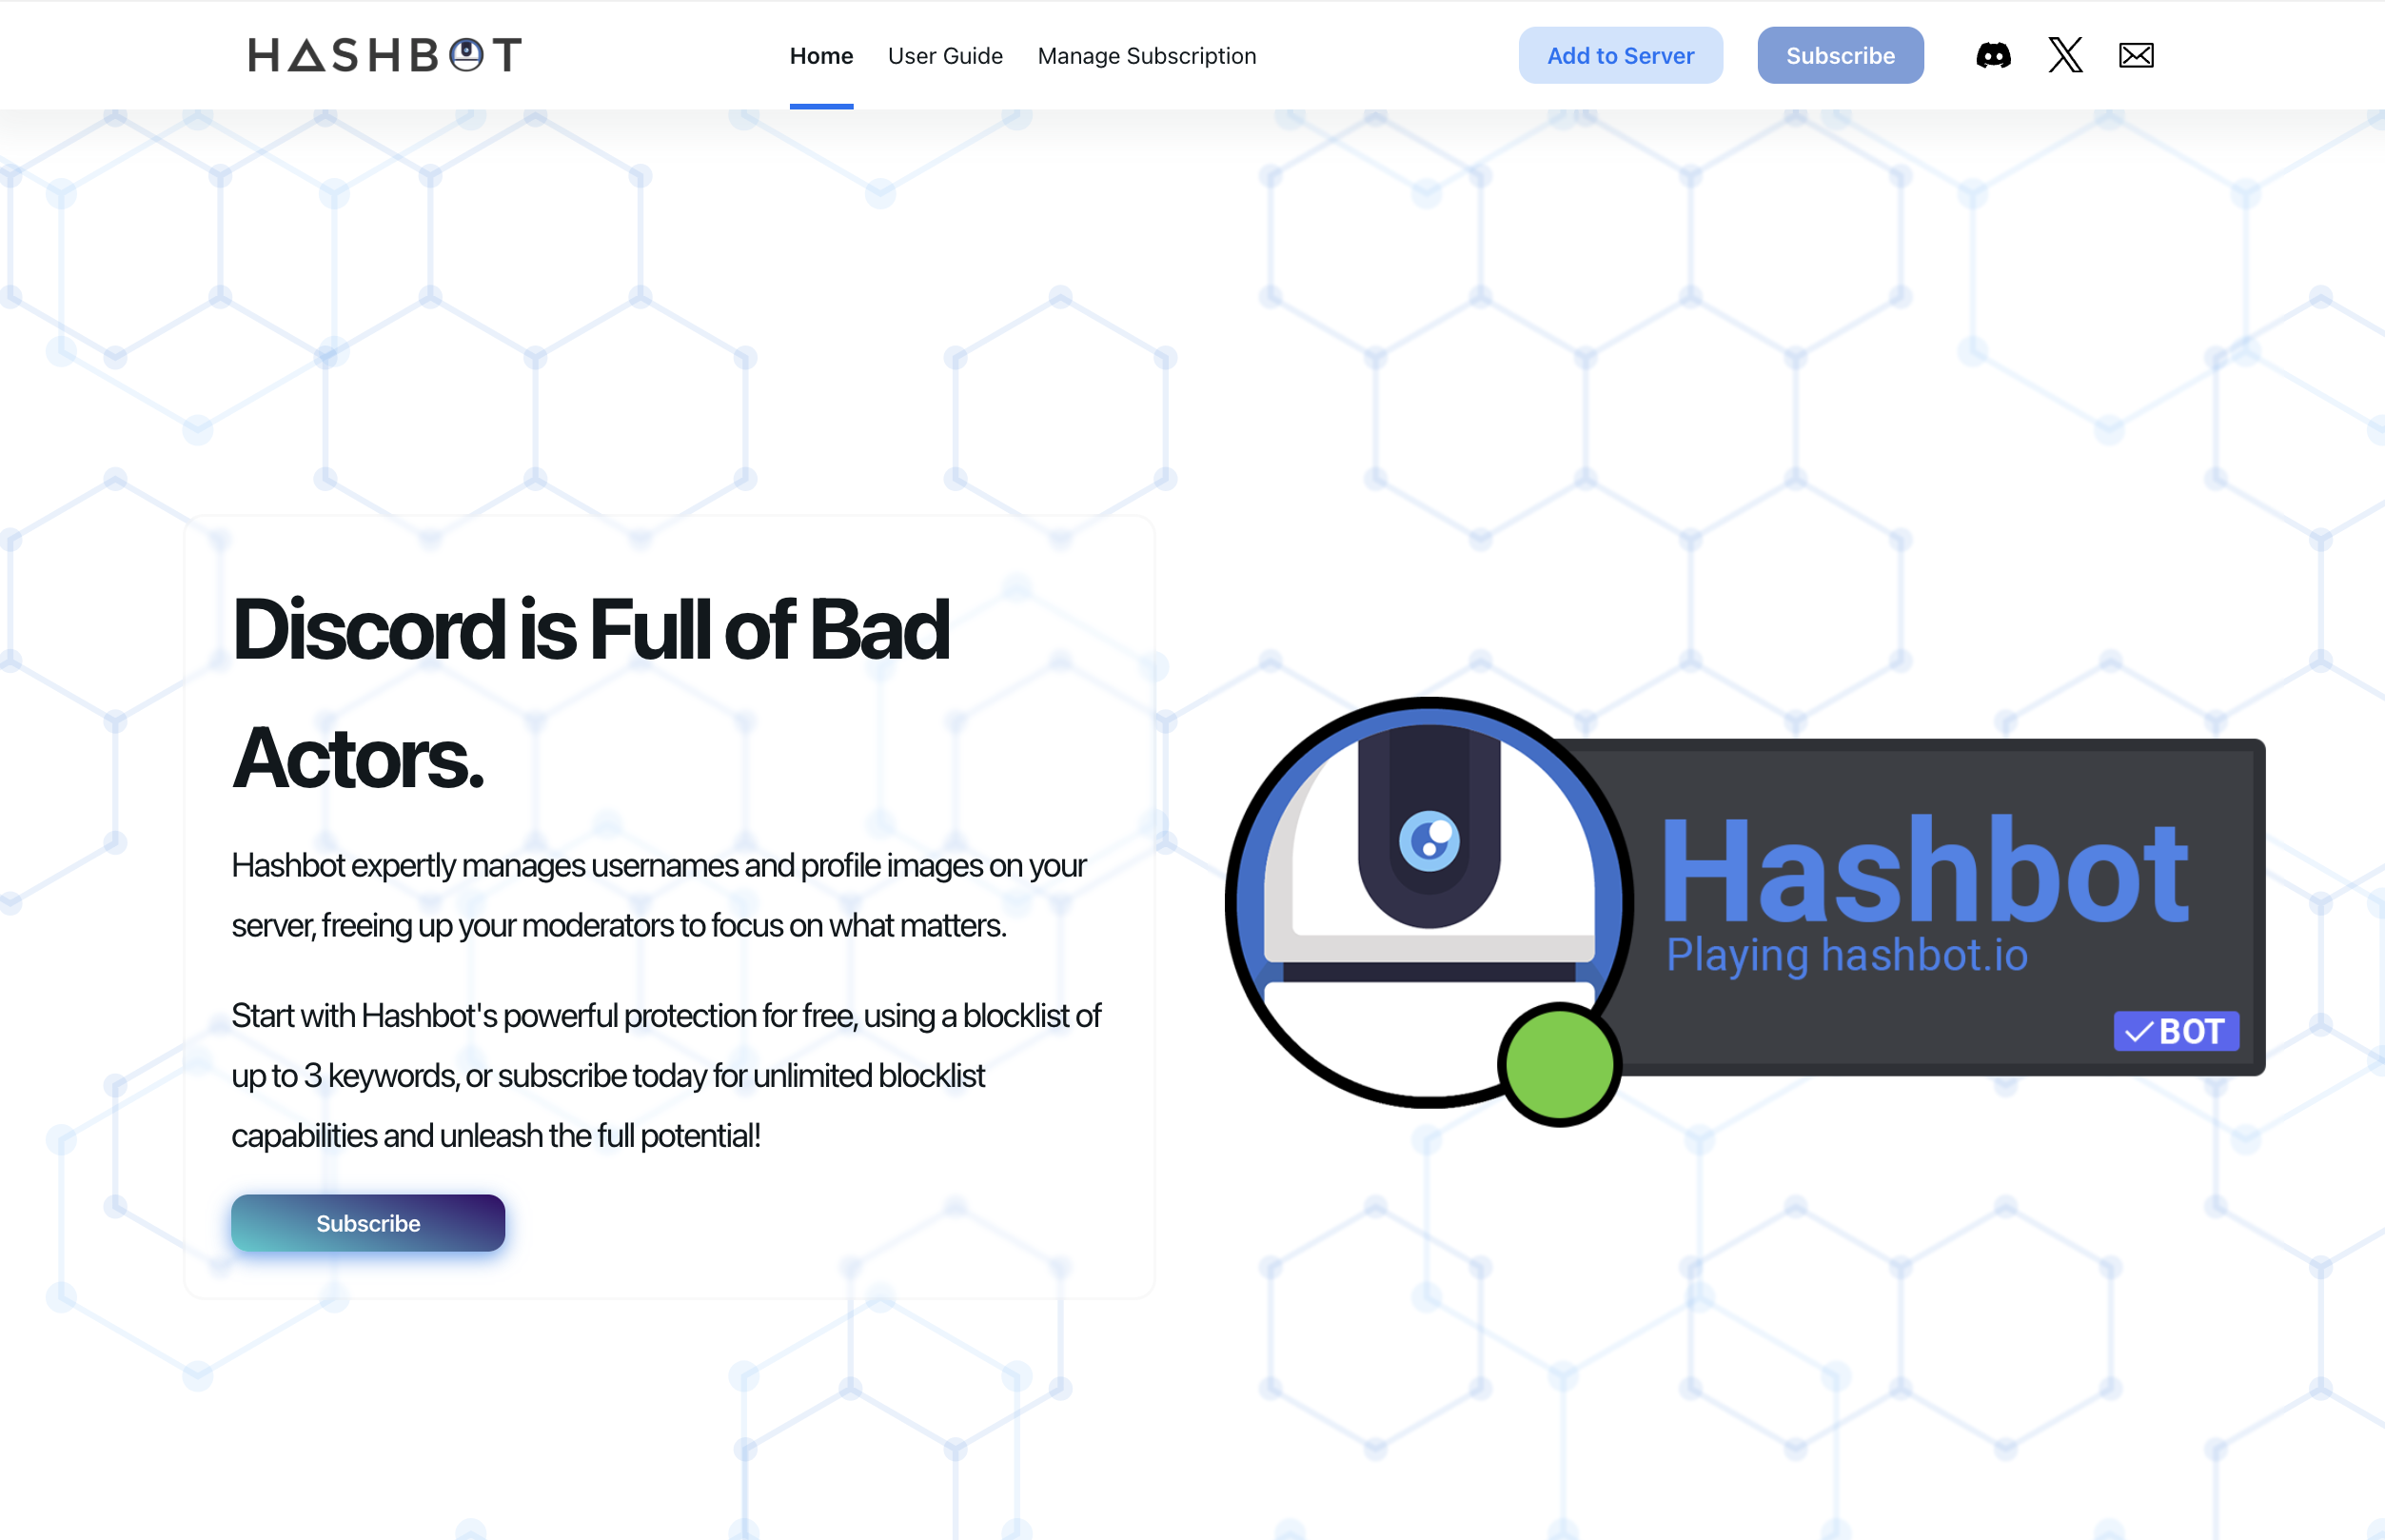 HASHBOT
Home
User Guide
Manage Subscription
Add to Server
Subscribe
Discord is Full of Bad
Actors.
Hashbot expertly manages usernames and profile images on your
server, freeing up your moderators to focus on what matters.
Start with Hashbot's powerful protection for free, using a blocklist of
up to 3 keywords, or subscribe today for unlimited blocklist
capabilities and unleash the full potential!
Subscribe
Hashbot
Playing hashbot.io
BOT